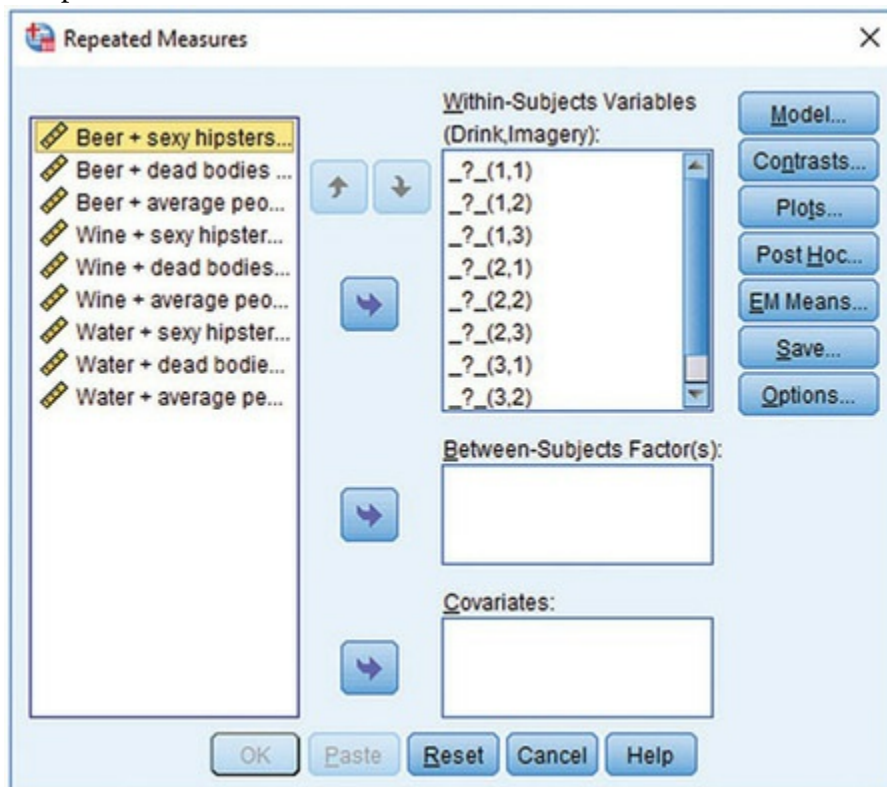 Repeated Measures
Beer + sexy hipsters...
Beer + dead bodies ...
Beer + average peo...
Wine + sexy hipster...
Wine + dead bodies...
Wine + average peo...
Water + sexy hipster...
Water + dead bodie...
Water + average pe...
Within-Subjects Variables
(Drink,Imagery):
_?_(1,1)
_?_(1,2)
_?_(1,3)
_?_(2,1)
_?_(2,2)
_?_(2,3)
_?_(3,1)
_?_(3,2)
Between-Subjects Factor(s):
Covariates:
Model...
Contrasts...
Plots...
Post Hoc...
EM Means...
Save...
Options...
OK Paste Reset Cancel Help